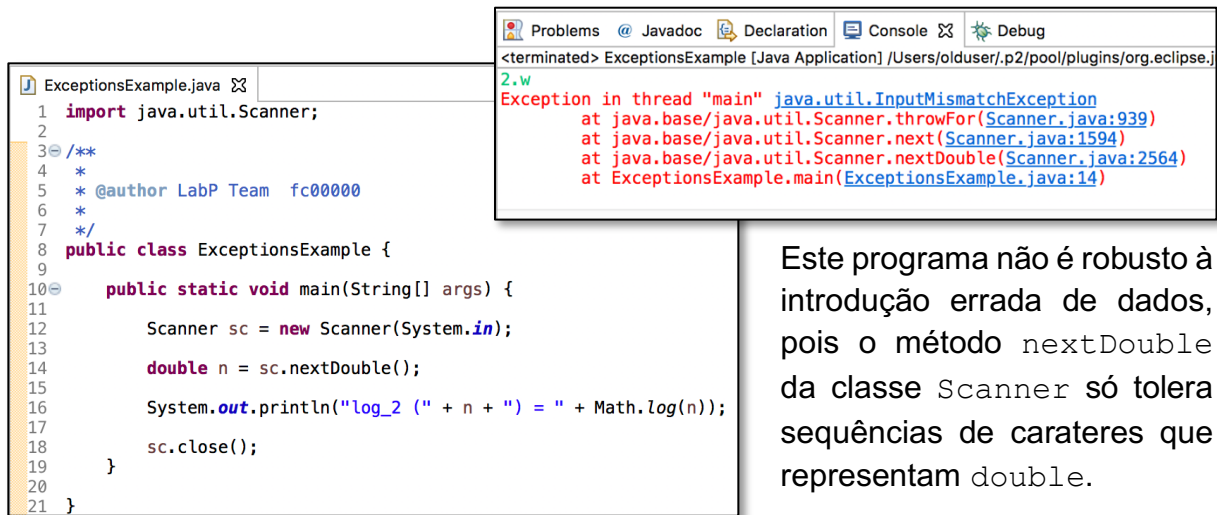 ExceptionsExample.java
1 import java.util.Scanner;
2
3 /**
4  *
5  * @author LabP Team  fc00000
6  *
7  */
8 public class ExceptionsExample {
9
10     public static void main(String[] args) {
11
12         Scanner sc = new Scanner(System.in);
13
14         double n = sc.nextDouble();
15
16         System.out.println("log_2 (" + n + ") = " + Math.log(n));
17
18         sc.close();
19     }
20
21 }
Problems @ Javadoc Declaration Console Debug
<terminated> ExceptionsExample [Java Application] /Users/olduser/.p2/pool/plugins/org.eclipse.j
2.w
Exception in thread "main" java.util.InputMismatchException
        at java.base/java.util.Scanner.throwFor(Scanner.java:939)
        at java.base/java.util.Scanner.next(Scanner.java:1594)
        at java.base/java.util.Scanner.nextDouble(Scanner.java:2564)
        at ExceptionsExample.main(ExceptionsExample.java:14)
Este programa não é robusto à
introdução errada de dados,
pois o método nextDouble
da classe Scanner só tolera
sequências de carateres que
representam double.